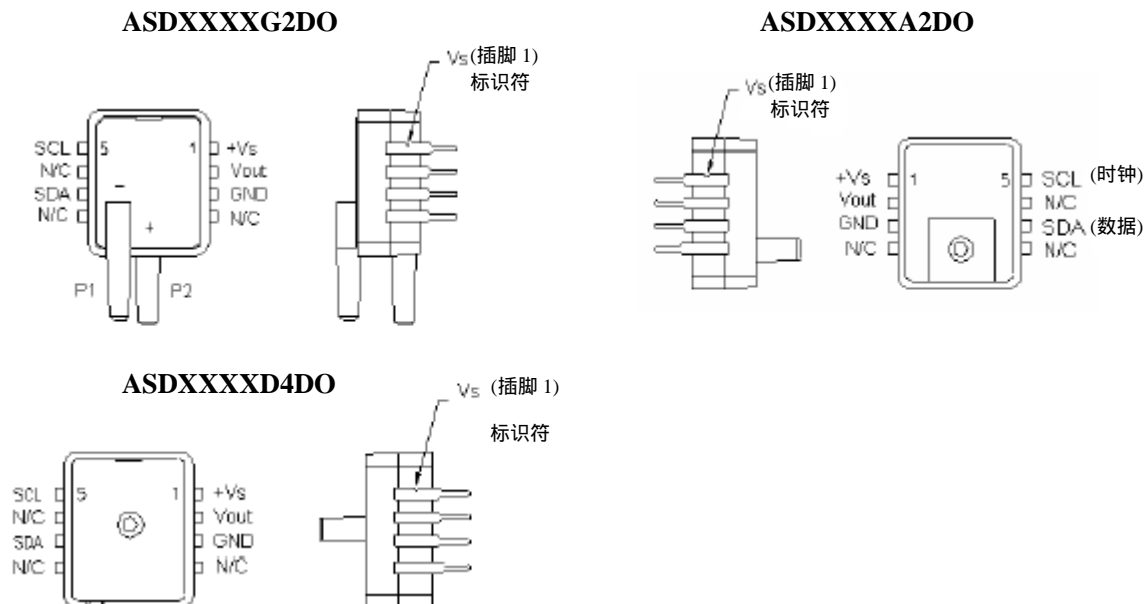 ASDXXXXG2DO
Vs(插脚 1)
标识符
SCL 5 1 +Vs
N/C Vout
SDA - GND
N/C + N/C
P1 P2
ASDXXXXA2DO
Vs(插脚 1)
标识符
+Vs 1 5 SCL (时钟)
Vout N/C
GND SDA (数据)
N/C N/C
ASDXXXXD4DO
Vs (插脚 1)
标识符
SCL 5 1 +Vs
N/C Vout
SDA GND
N/C N/C